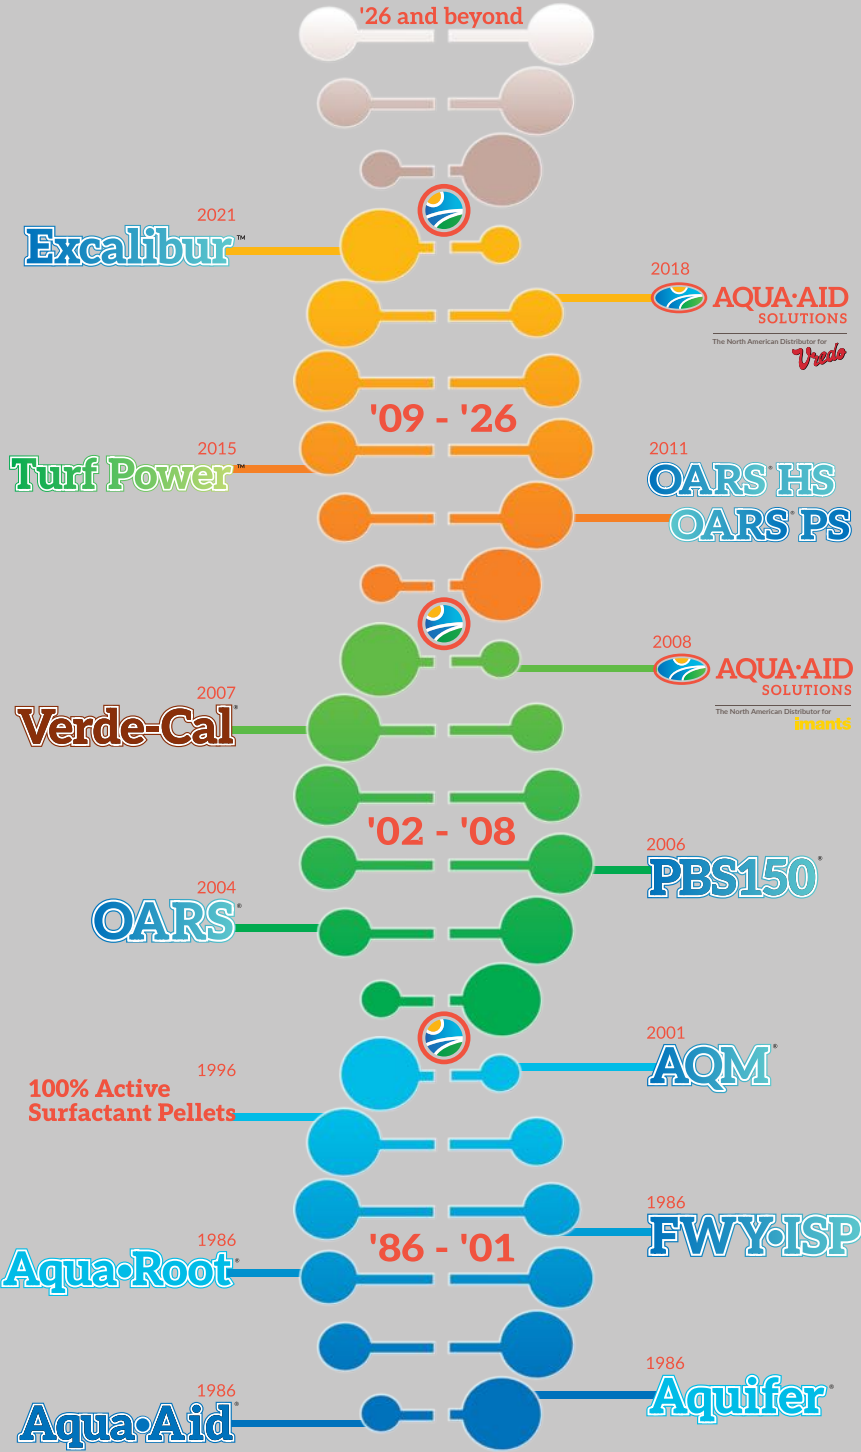 '26 and beyond
2021
Excalibur™
2018
AQUA·AID
SOLUTIONS
The North American Distributor for
Vredo
'09 - '26
2015
Turf Power™
2011
OARS® HS
OARS® PS
2008
AQUA·AID
SOLUTIONS
The North American Distributor for
imants
2007
Verde-Cal®
'02 - '08
2006
PBS150®
2004
OARS®
2001
AQM®
1996
100% Active
Surfactant Pellets
1986
FWY•ISP
'86 - '01
1986
Aqua•Root®
1986
Aquifer®
1986
Aqua•Aid®